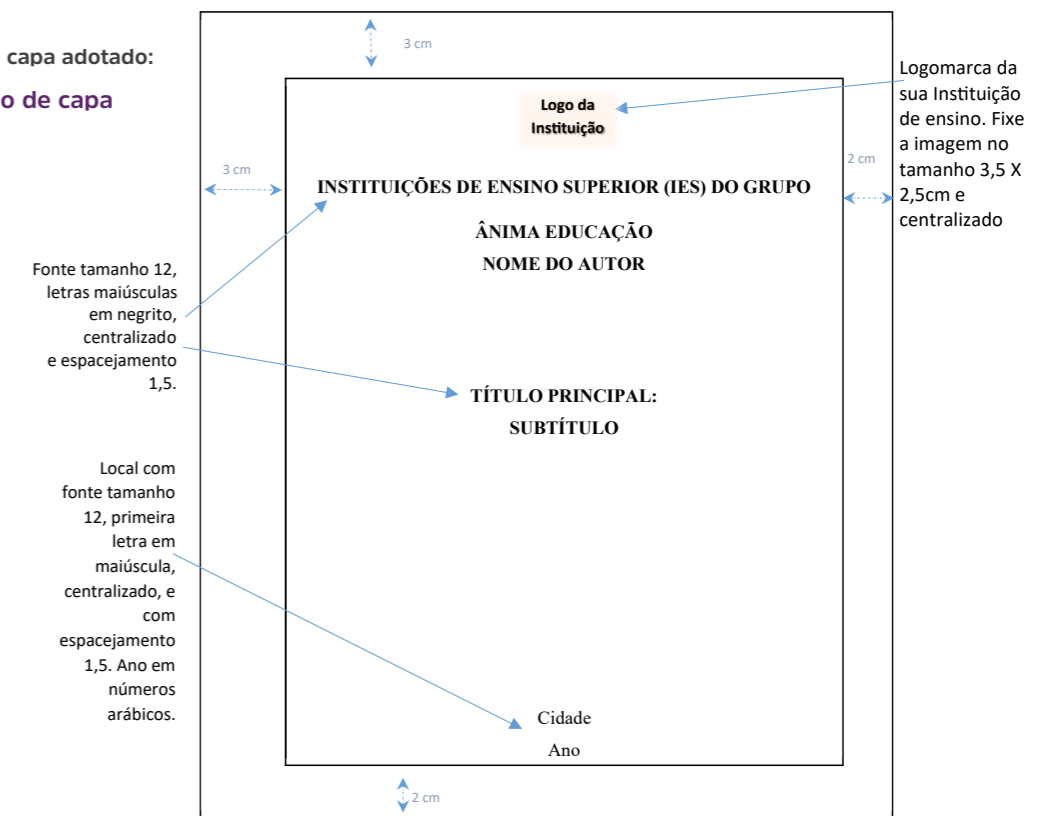 capa adotado:
o de capa
3 cm
Logo da
Instituição
Logomarca da
sua Instituição
de ensino. Fixe
a imagem no
tamanho 3,5 X
2,5cm e
centralizado
3 cm
2 cm
INSTITUIÇÕES DE ENSINO SUPERIOR (IES) DO GRUPO
ÂNIMA EDUCAÇÃO
NOME DO AUTOR
Fonte tamanho 12,
letras maiúsculas
em negrito,
centralizado
e espacejamento
1,5.
TÍTULO PRINCIPAL:
SUBTÍTULO
Local com
fonte tamanho
12, primeira
letra em
maiúscula,
centralizado, e
com
espacejamento
1,5. Ano em
números
arábicos.
Cidade
Ano
2 cm